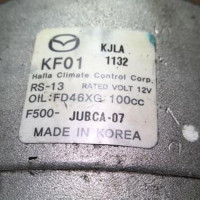 KJLA
KF01 1132
Halla Climate Control Corp.
RS-13 RATED VOLT 12V
OIL:FD46XG 100cc
F500- JUBCA-07
MADE IN KOREA